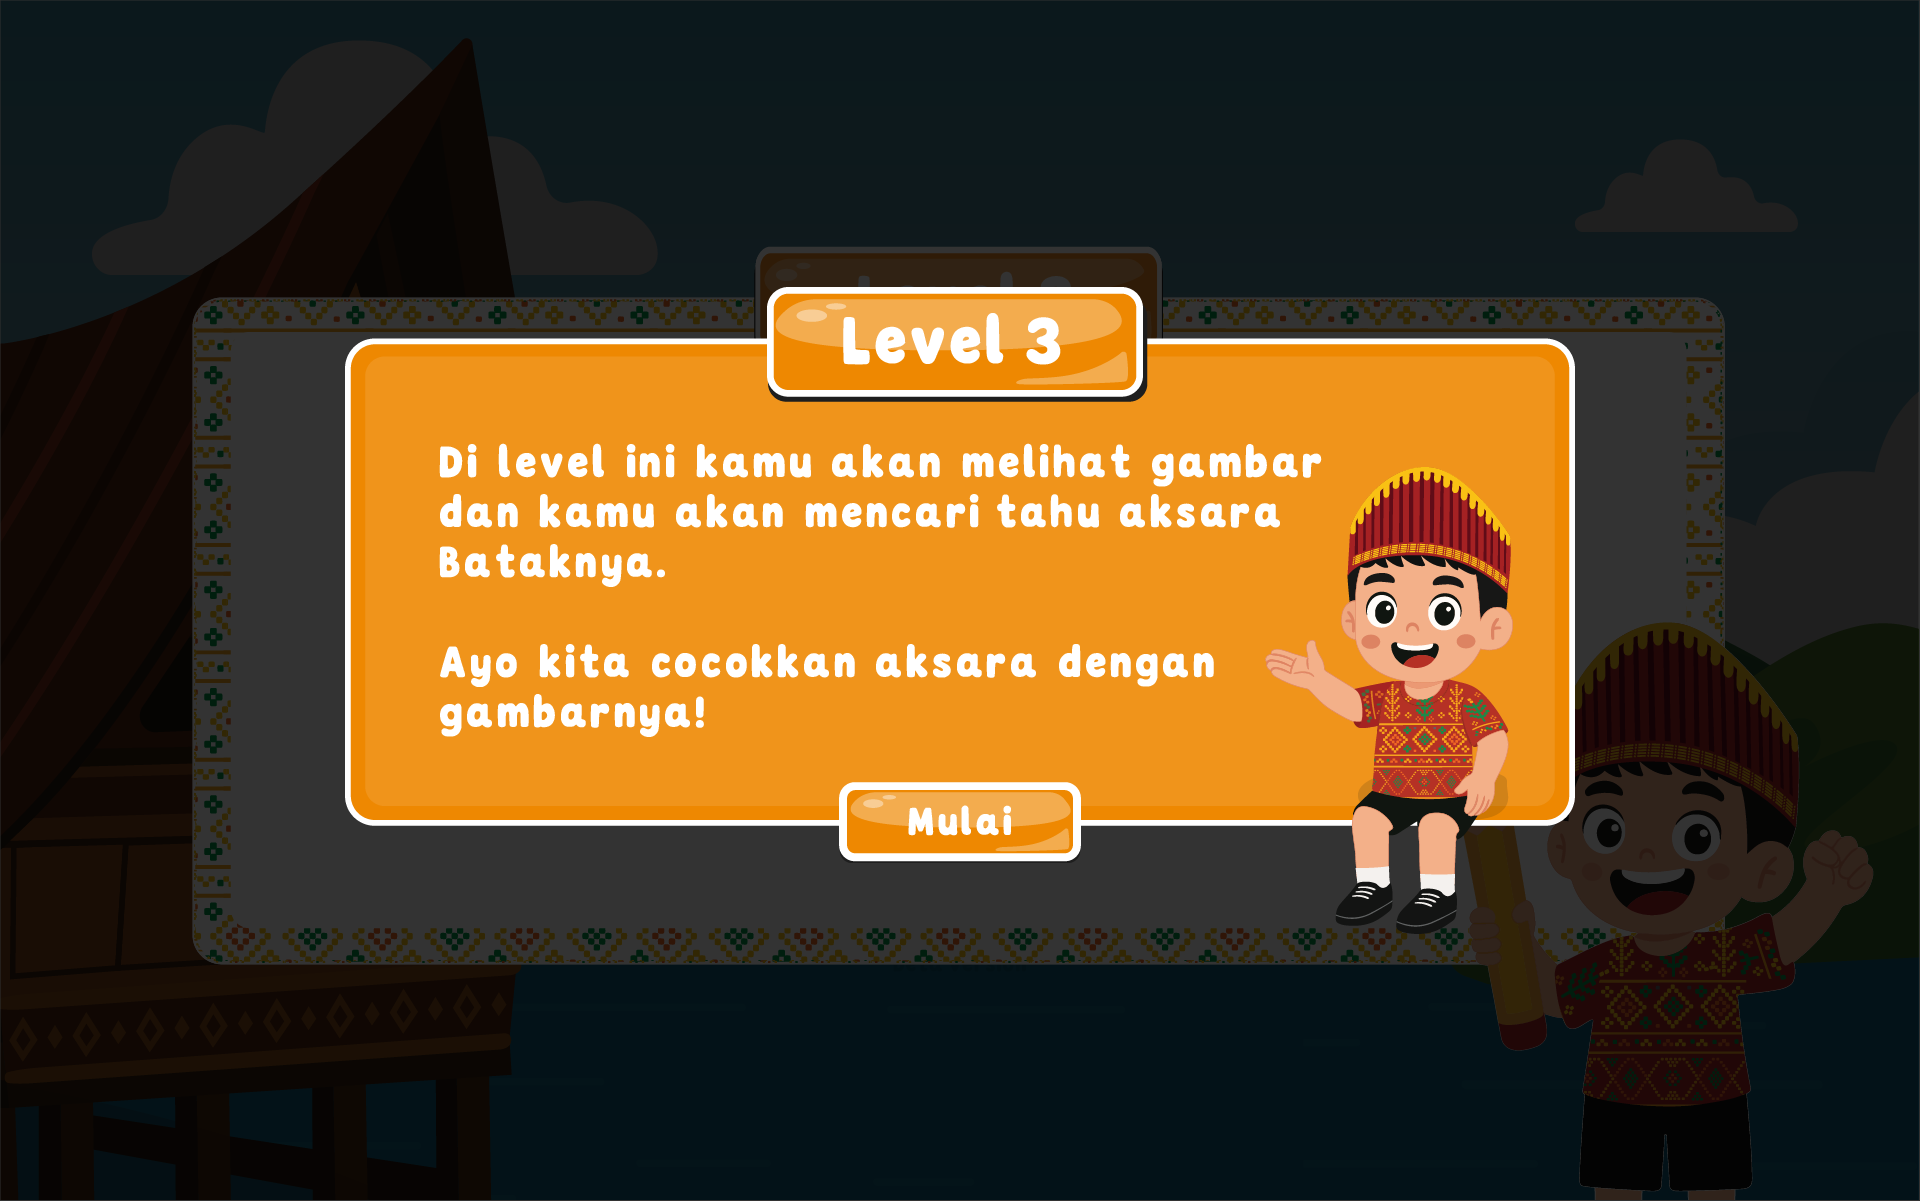 Level 3
Di level ini kamu akan melihat gambar
dan kamu akan mencari tahu aksara
Bataknya.
Ayo kita cocokkan aksara dengan
gambarnya!
Mulai